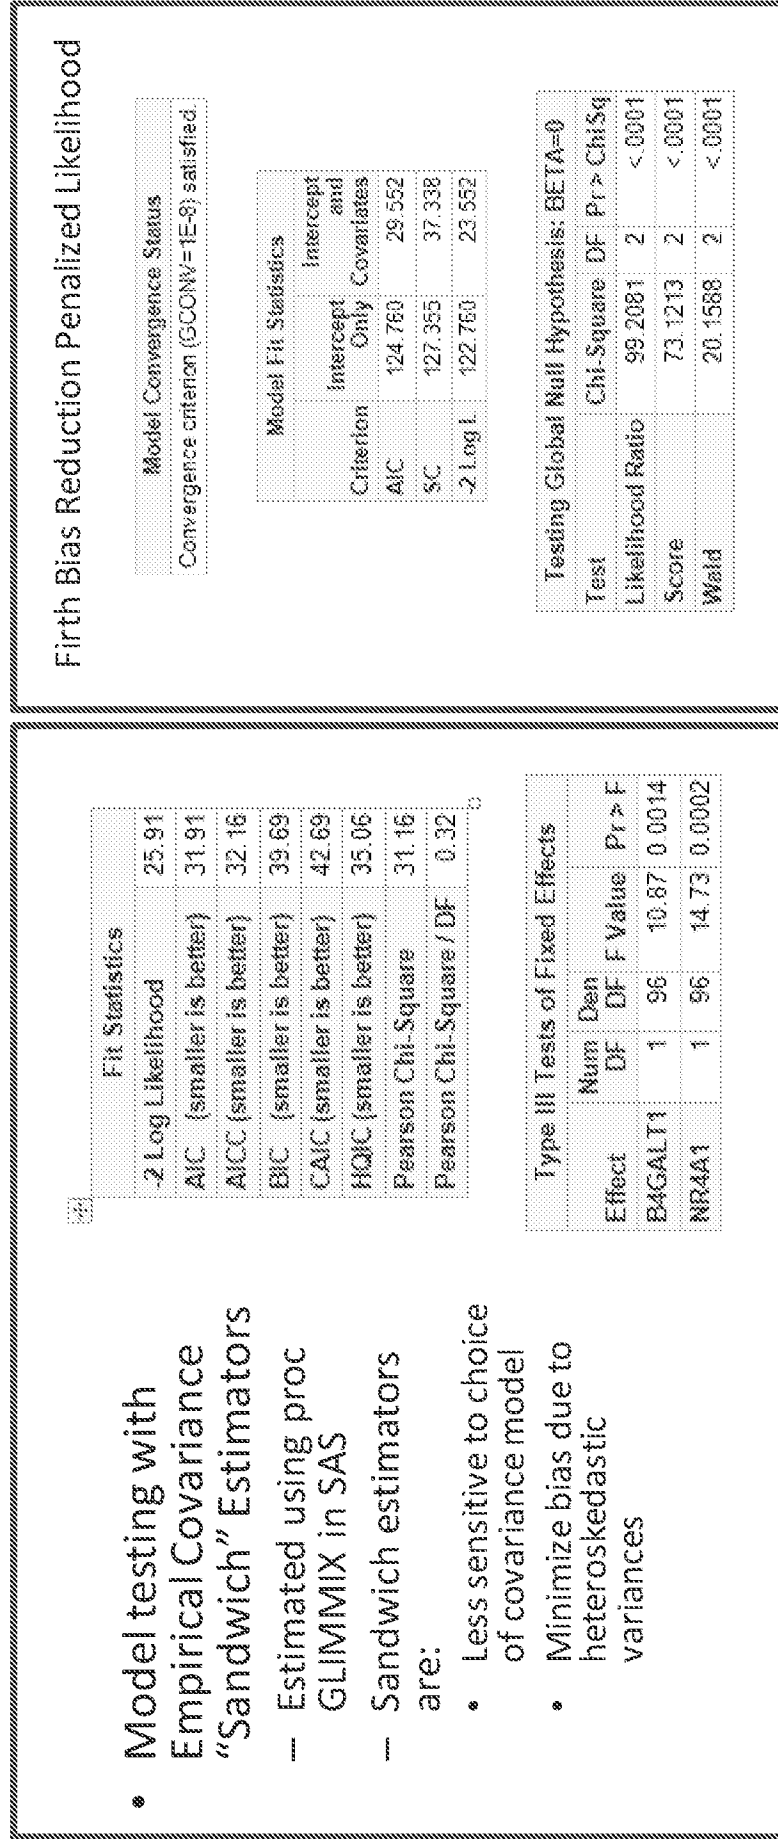 • Model testing with
Empirical Covariance
"Sandwich" Estimators
– Estimated using proc
GLIMMIX in SAS
– Sandwich estimators
are:
• Less sensitive to choice
of covariance model
• Minimize bias due to
heteroskedastic
variances
Fit Statistics
-2 Log Likelihood 25.91
AIC (smaller is better) 31.91
AICC (smaller is better) 32.16
BIC (smaller is better) 39.69
CAIC (smaller is better) 42.69
HQIC (smaller is better) 35.06
Pearson Chi-Square 31.16
Pearson Chi-Square / DF 0.32
Type III Tests of Fixed Effects
Num Den
Effect DF DF F Value Pr > F
B4GALT1 1 96 10.87 0.0014
NR4A1 1 96 14.73 0.0002
Firth Bias Reduction Penalized Likelihood
Model Convergence Status
Convergence criterion (GCONV=1E-8) satisfied.
Model Fit Statistics
Intercept
Intercept and
Criterion Only Covariates
AIC 124.760 29.552
SC 127.355 37.338
-2 Log L 122.760 23.552
Testing Global Null Hypothesis: BETA=0
Test Chi-Square DF Pr > ChiSq
Likelihood Ratio 99.2081 2 <.0001
Score 73.1213 2 <.0001
Wald 20.1588 2 <.0001